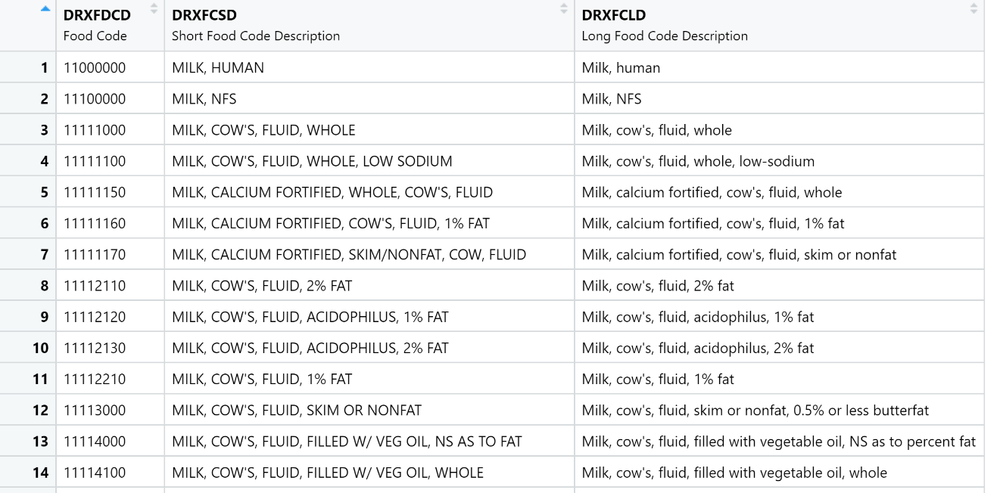 DRXFDCD DRXFCSD DRXFCLD
Food Code Short Food Code Description Long Food Code Description
1 11000000 MILK, HUMAN Milk, human
2 11100000 MILK, NFS Milk, NFS
3 11111000 MILK, COW'S, FLUID, WHOLE Milk, cow's, fluid, whole
4 11111100 MILK, COW'S, FLUID, WHOLE, LOW SODIUM Milk, cow's, fluid, whole, low-sodium
5 11111150 MILK, CALCIUM FORTIFIED, WHOLE, COW'S, FLUID Milk, calcium fortified, cow's, fluid, whole
6 11111160 MILK, CALCIUM FORTIFIED, COW'S, FLUID, 1% FAT Milk, calcium fortified, cow's, fluid, 1% fat
7 11111170 MILK, CALCIUM FORTIFIED, SKIM/NONFAT, COW, FLUID Milk, calcium fortified, cow's, fluid, skim or nonfat
8 11112110 MILK, COW'S, FLUID, 2% FAT Milk, cow's, fluid, 2% fat
9 11112120 MILK, COW'S, FLUID, ACIDOPHILUS, 1% FAT Milk, cow's, fluid, acidophilus, 1% fat
10 11112130 MILK, COW'S, FLUID, ACIDOPHILUS, 2% FAT Milk, cow's, fluid, acidophilus, 2% fat
11 11112210 MILK, COW'S, FLUID, 1% FAT Milk, cow's, fluid, 1% fat
12 11113000 MILK, COW'S, FLUID, SKIM OR NONFAT Milk, cow's, fluid, skim or nonfat, 0.5% or less butterfat
13 11114000 MILK, COW'S, FLUID, FILLED W/ VEG OIL, NS AS TO FAT Milk, cow's, fluid, filled with vegetable oil, NS as to percent fat
14 11114100 MILK, COW'S, FLUID, FILLED W/ VEG OIL, WHOLE Milk, cow's, fluid, filled with vegetable oil, whole